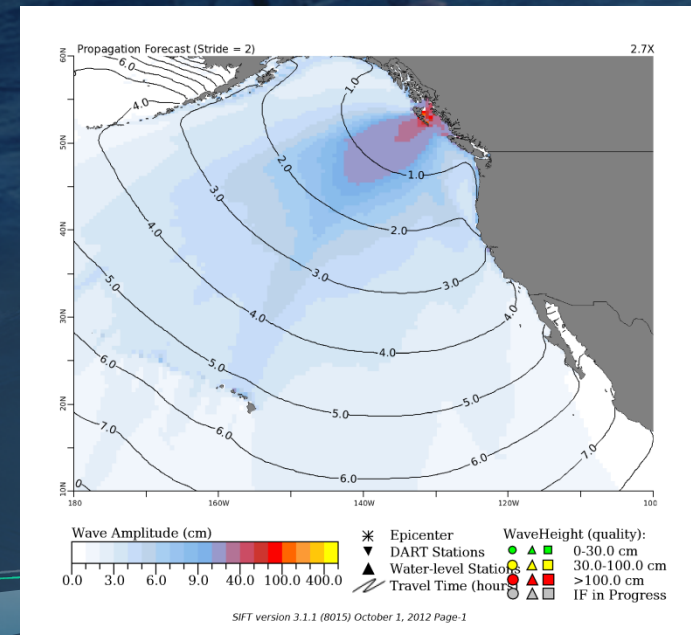 Propagation Forecast (Stride = 2) 2.7X
60N
50N
40N
30N
20N
10N
180 160W 140W 120W 100
6.0
4.0
1.0
2.0
3.0
4.0
5.0
6.0
7.0
0
1.0
2.0
3.0
3.0
4.0
4.0
4.0
5.0
5.0
5.0
6.0
6.0
6.0
7.0
Wave Amplitude (cm)
0.0 3.0 6.0 9.0 40.0 100.0 400.0
Epicenter
DART Stations
Water-level Stations
Travel Time (hours)
WaveHeight (quality):
0-30.0 cm
30.0-100.0 cm
>100.0 cm
IF in Progress
SIFT version 3.1.1 (8015) October 1, 2012 Page-1